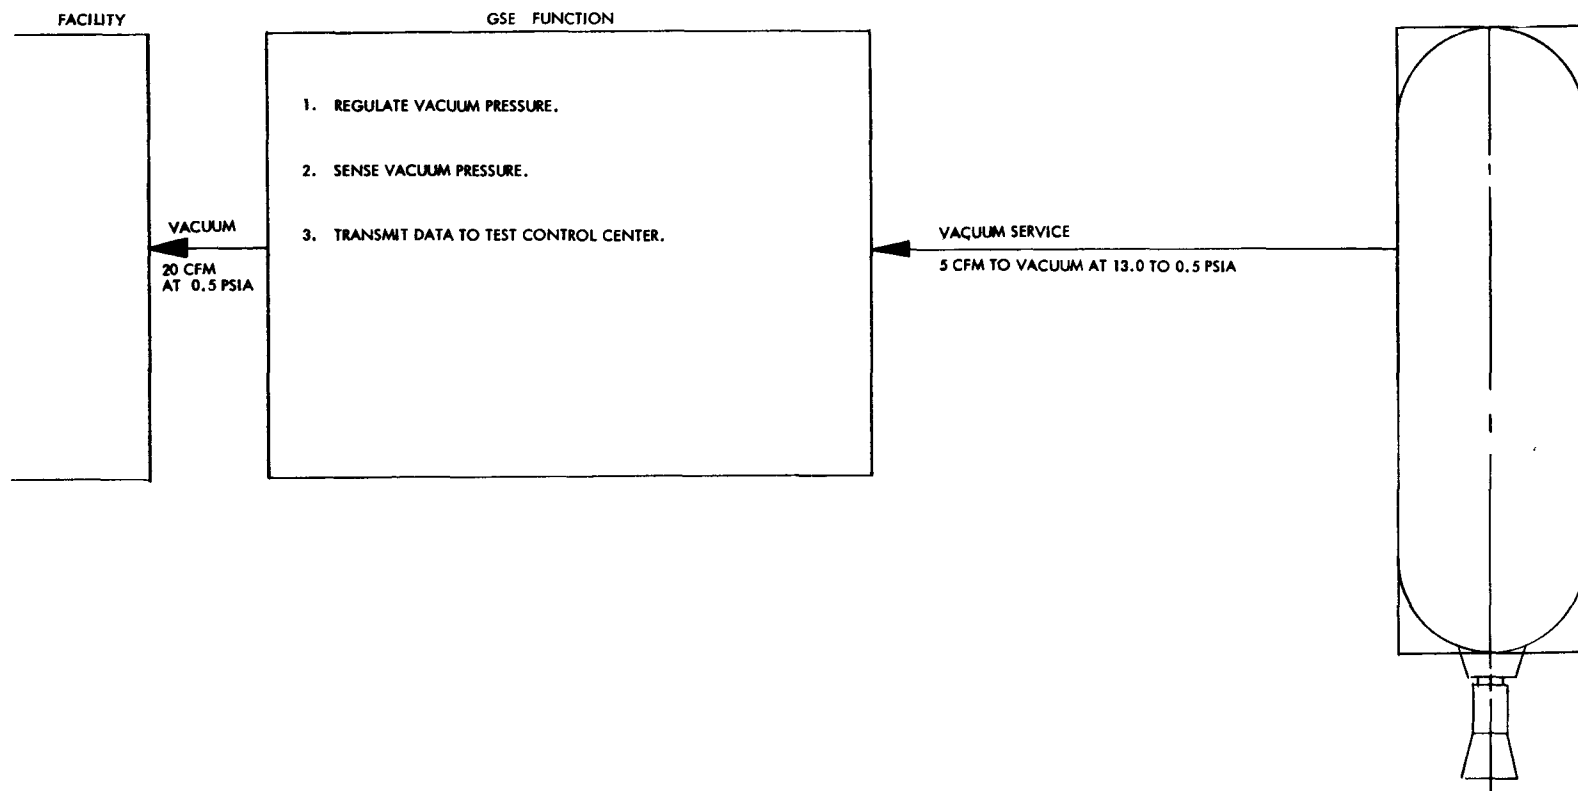 FACILITY
GSE FUNCTION
1. REGULATE VACUUM PRESSURE.
2. SENSE VACUUM PRESSURE.
3. TRANSMIT DATA TO TEST CONTROL CENTER.
VACUUM
20 CFM
AT 0.5 PSIA
VACUUM SERVICE
5 CFM TO VACUUM AT 13.0 TO 0.5 PSIA